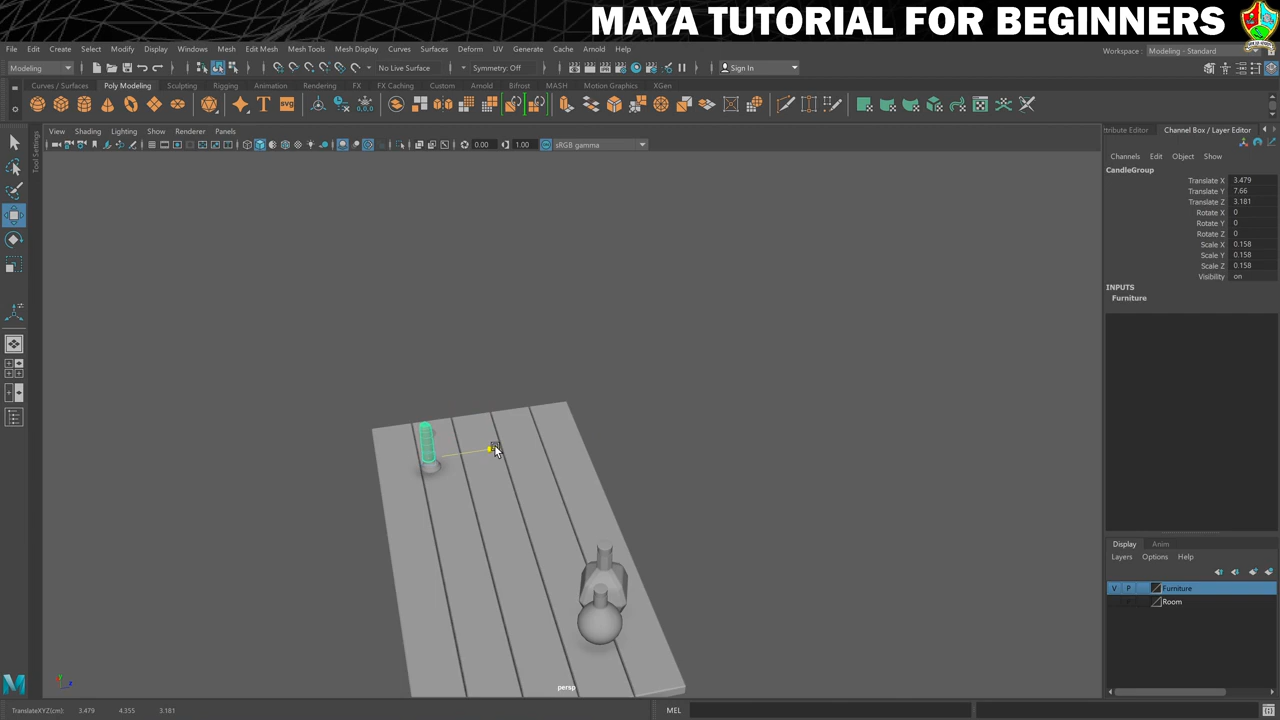 MAYA TUTORIAL FOR BEGINNERS
File Edit Create Select Modify Display Windows Mesh Edit Mesh Mesh Tools Mesh Display Curves Surfaces Deform UV Generate Cache Arnold Help
Workspace : Modeling - Standard
Modeling No Live Surface Symmetry: Off Sign In
Curves / Surfaces Poly Modeling Sculpting Rigging Animation Rendering FX FX Caching Custom Arnold Bifrost MASH Motion Graphics XGen
View Shading Lighting Show Renderer Panels
ttribute Editor Channel Box / Layer Editor
0.00 1.00 sRGB gamma
Tool Settings
Channels Edit Object Show
CandleGroup
Translate X 3.479
Translate Y 7.66
Translate Z 3.181
Rotate X 0
Rotate Y 0
Rotate Z 0
Scale X 0.158
Scale Y 0.158
Scale Z 0.158
Visibility on
INPUTS
Furniture
Display Anim
Layers Options Help
V P Furniture
Room
persp
TranslateXYZ(cm): 3.479 4.355 3.181
MEL